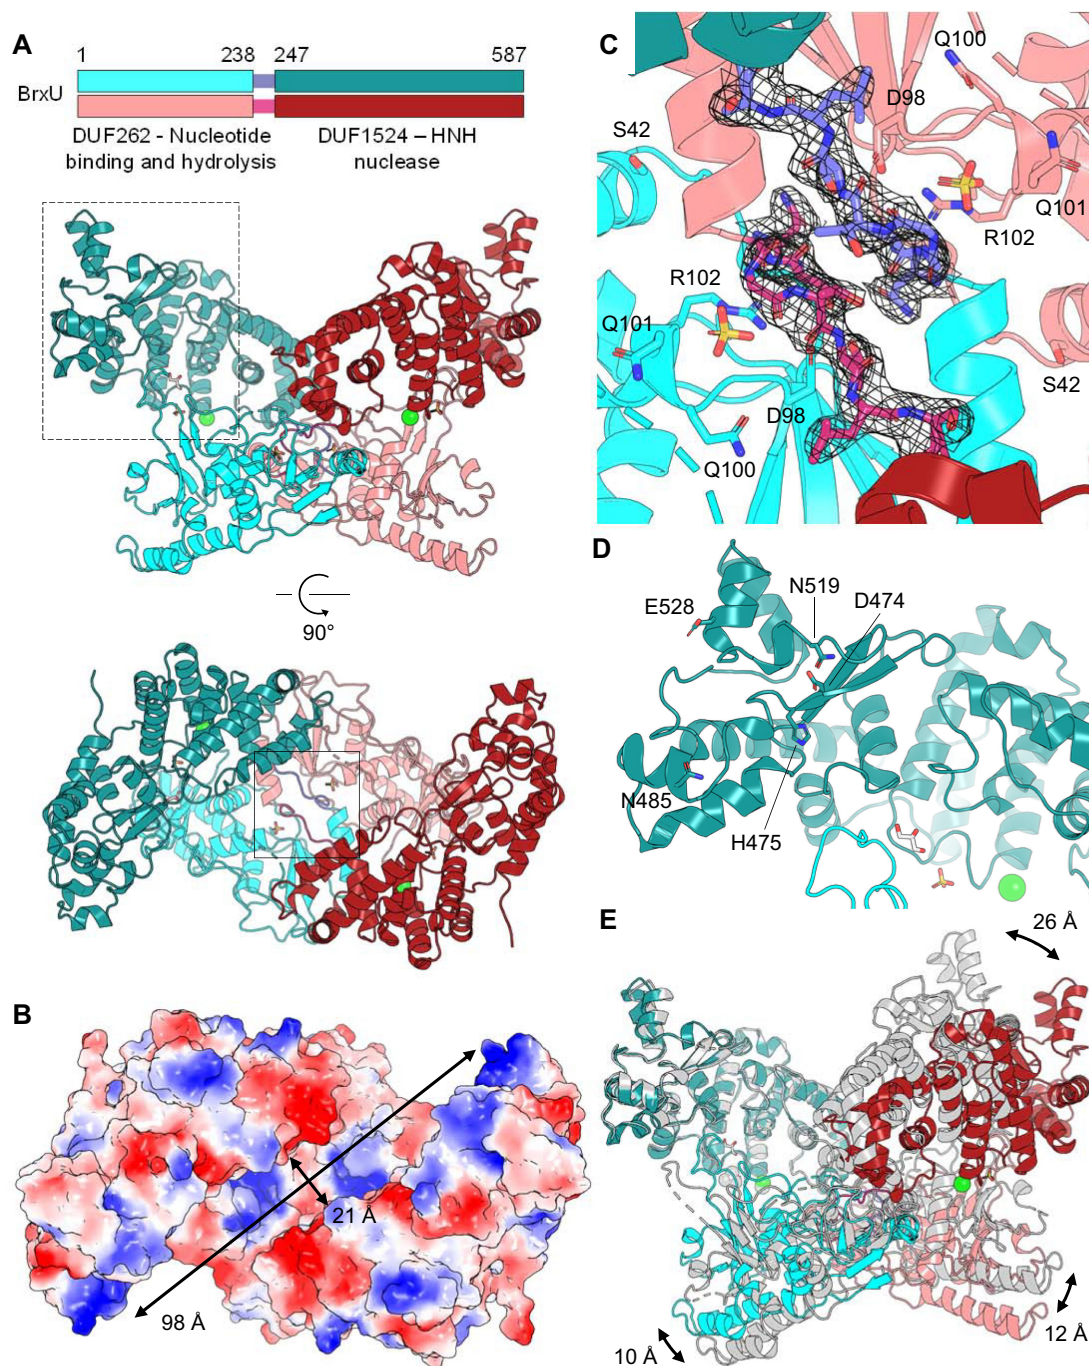 A
1 238 247 587
BrxU
DUF262 - Nucleotide binding and hydrolysis
DUF1524 – HNH nuclease
90°
B
21 Å
98 Å
C
Q100
D98
S42
Q101
R102
R102
Q101
S42
D98
Q100
D
N519
D474
E528
N485
H475
E
26 Å
12 Å
10 Å